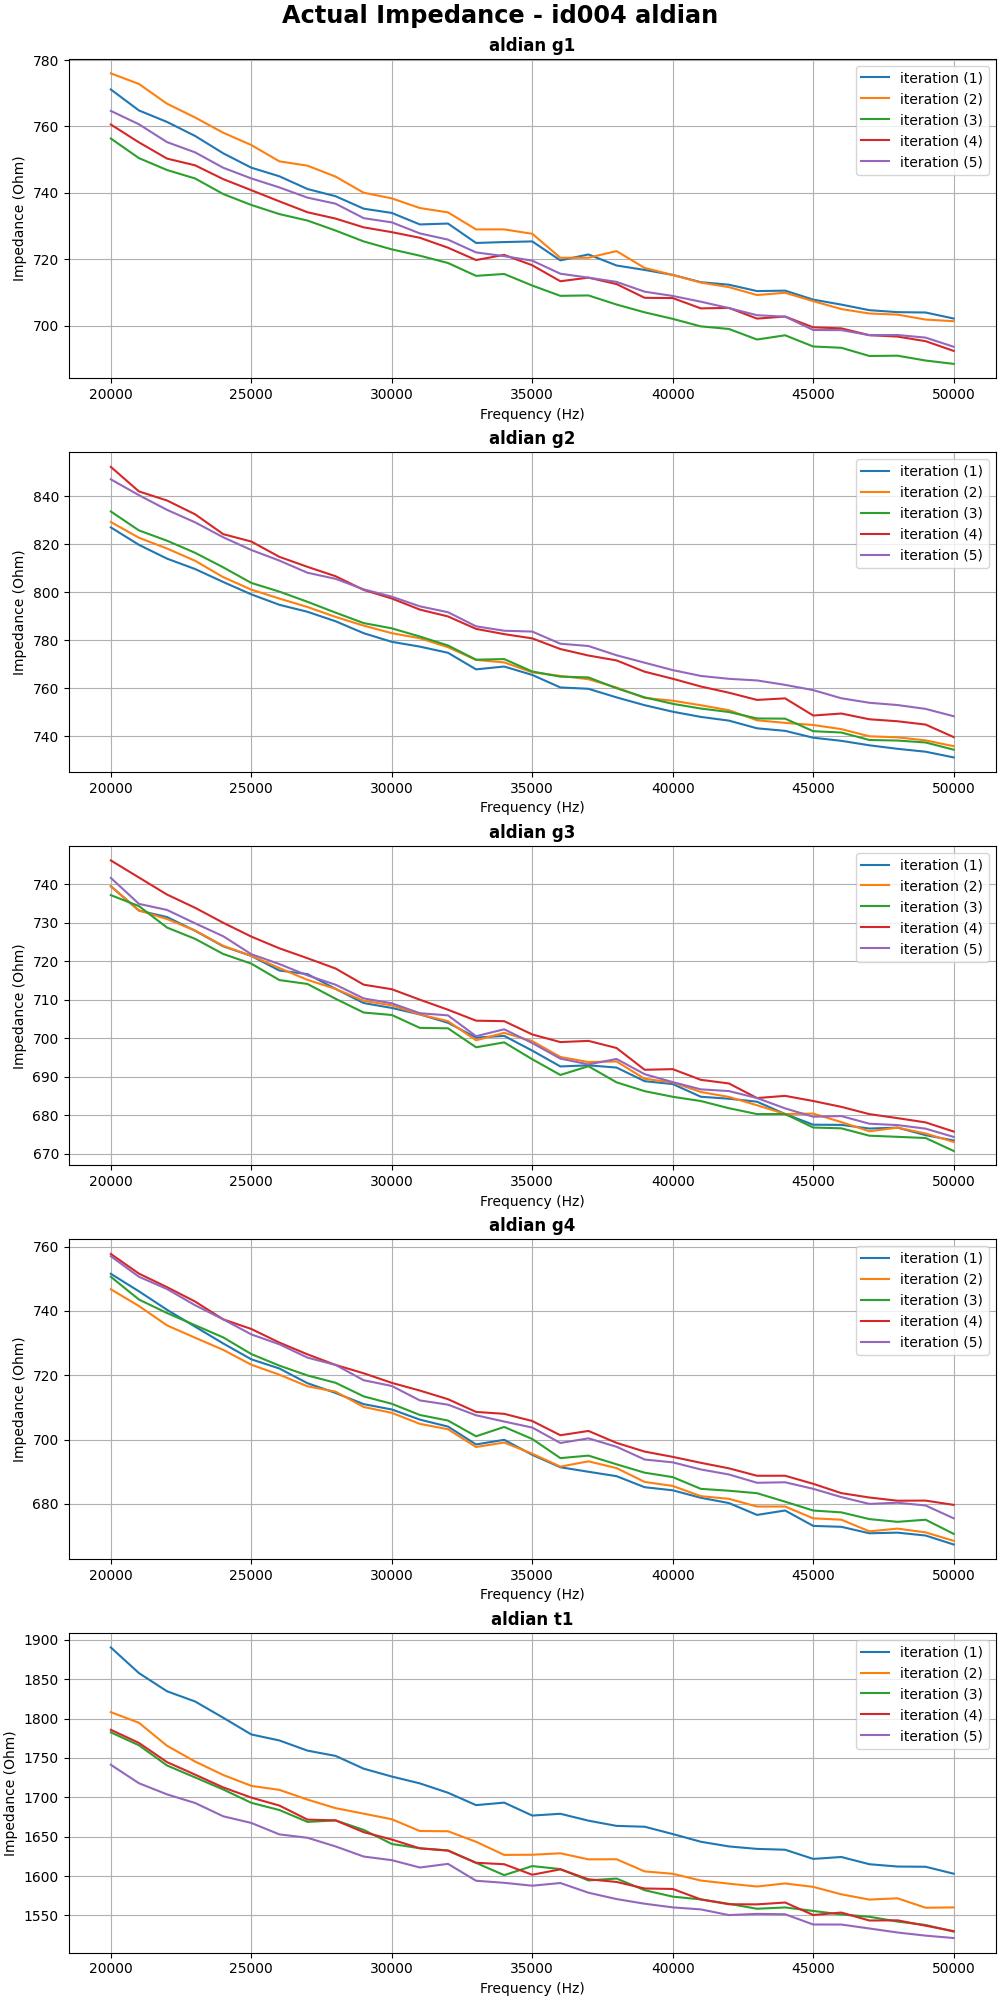 Actual Impedance - id004 aldian
aldian g1
780
760
740
720
700
Impedance (Ohm)
iteration (1)
iteration (2)
iteration (3)
iteration (4)
iteration (5)
20000 25000 30000 35000 40000 45000 50000
Frequency (Hz)
aldian g2
840
820
800
780
760
740
Impedance (Ohm)
iteration (1)
iteration (2)
iteration (3)
iteration (4)
iteration (5)
20000 25000 30000 35000 40000 45000 50000
Frequency (Hz)
aldian g3
740
730
720
710
700
690
680
670
Impedance (Ohm)
iteration (1)
iteration (2)
iteration (3)
iteration (4)
iteration (5)
20000 25000 30000 35000 40000 45000 50000
Frequency (Hz)
aldian g4
760
740
720
700
680
Impedance (Ohm)
iteration (1)
iteration (2)
iteration (3)
iteration (4)
iteration (5)
20000 25000 30000 35000 40000 45000 50000
Frequency (Hz)
aldian t1
1900
1850
1800
1750
1700
1650
1600
1550
Impedance (Ohm)
iteration (1)
iteration (2)
iteration (3)
iteration (4)
iteration (5)
20000 25000 30000 35000 40000 45000 50000
Frequency (Hz)